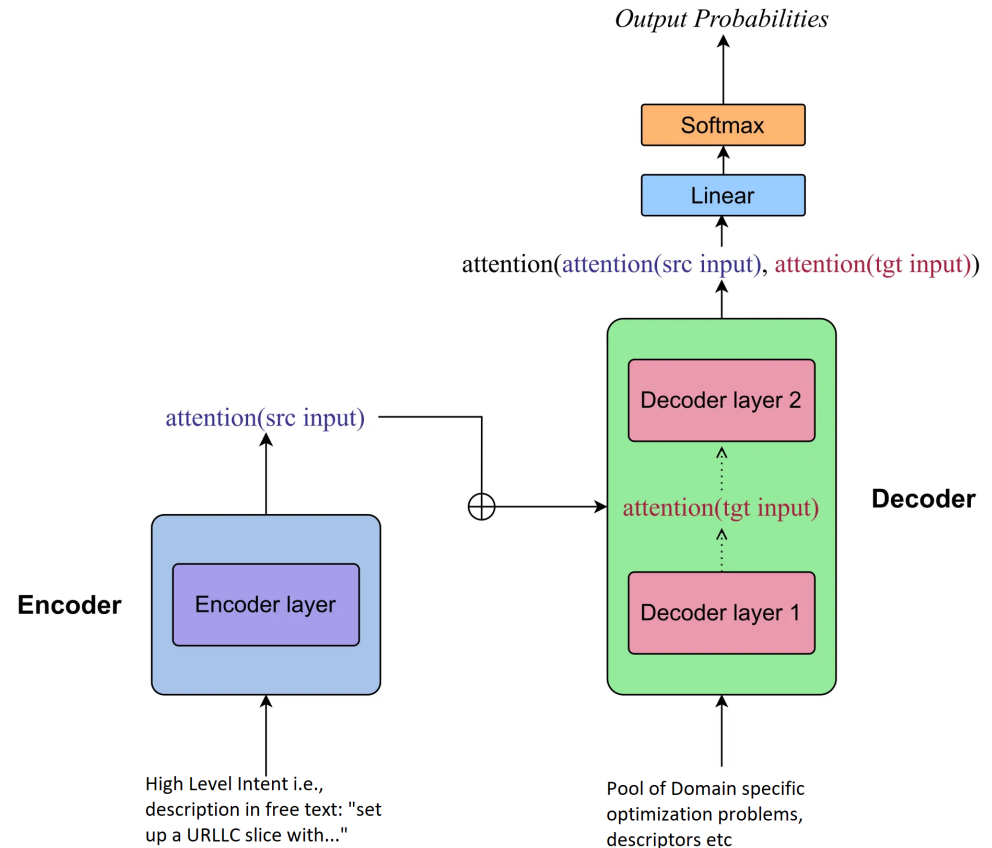 Output Probabilities
Softmax
Linear
attention(attention(src input), attention(tgt input))
Decoder layer 2
attention(src input)
Decoder
attention(tgt input)
Encoder
Encoder layer
Decoder layer 1
High Level Intent i.e.,
description in free text: "set
up a URLLC slice with..."
Pool of Domain specific
optimization problems,
descriptors etc